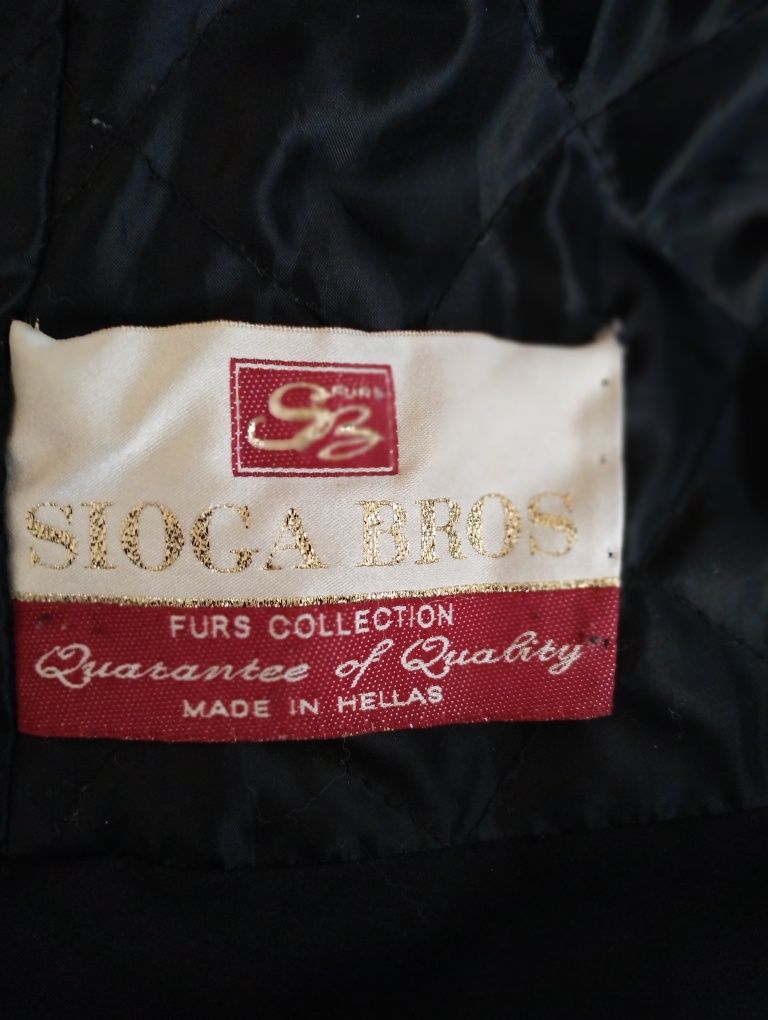 FURS
SB
SIOGA BROS
FURS COLLECTION
Quarantee of Quality
MADE IN HELLAS